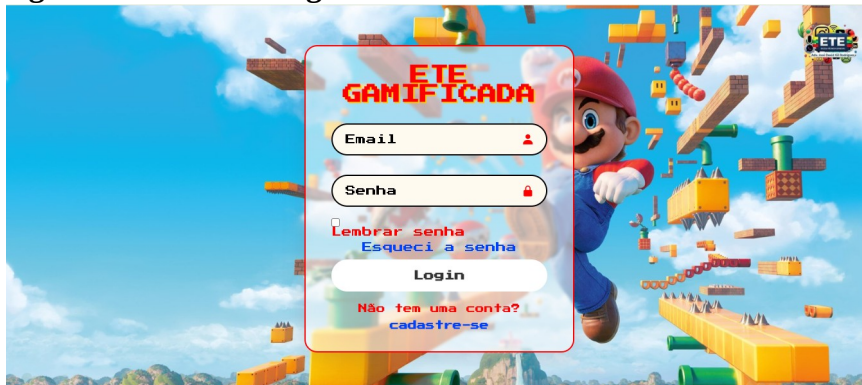 ETE
ETE
GAMIFICADA
Email
Senha
Lembrar senha
Esqueci a senha
Login
Não tem uma conta?
cadastre-se